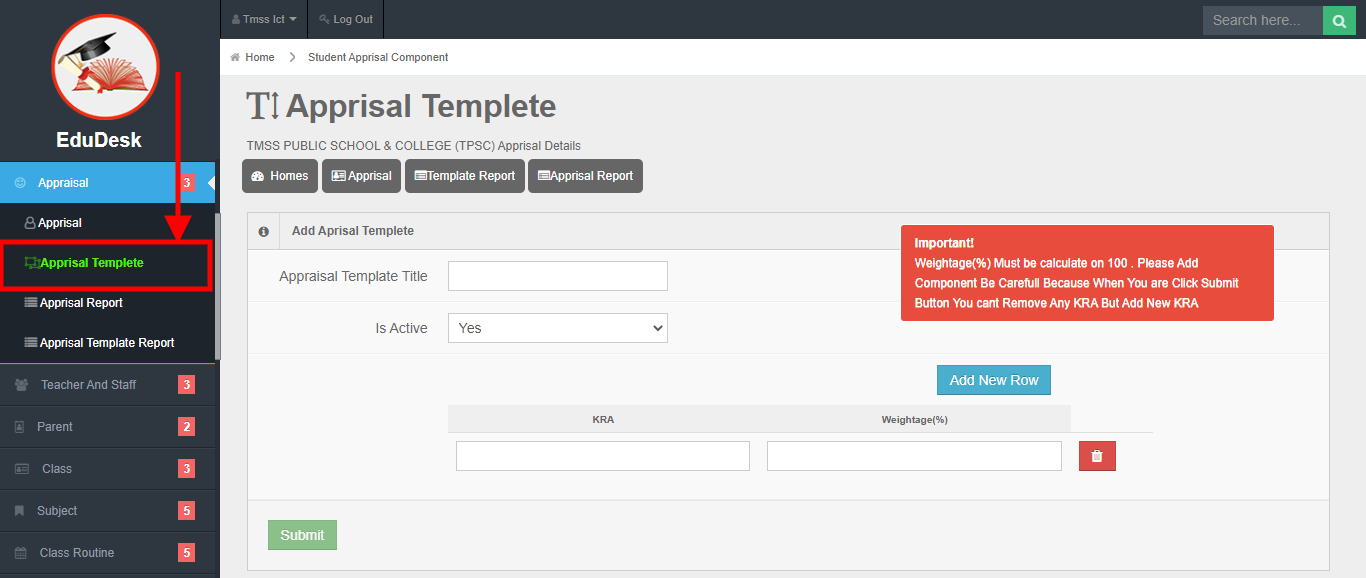 Tmss Ict
Log Out
Search here...
EduDesk
Home
Student Apprisal Component
Apprisal Templete
TMSS PUBLIC SCHOOL & COLLEGE (TPSC) Apprisal Details
Homes
Apprisal
Template Report
Apprisal Report
Appraisal
3
Apprisal
Apprisal Templete
Apprisal Report
Apprisal Template Report
Teacher And Staff
3
Parent
2
Class
3
Subject
5
Class Routine
5
Add Aprisal Templete
Important!
Weightage(%) Must be calculate on 100 . Please Add
Component Be Carefull Because When You are Click Submit
Button You cant Remove Any KRA But Add New KRA
Appraisal Template Title
Is Active
Yes
Add New Row
KRA
Weightage(%)
Submit